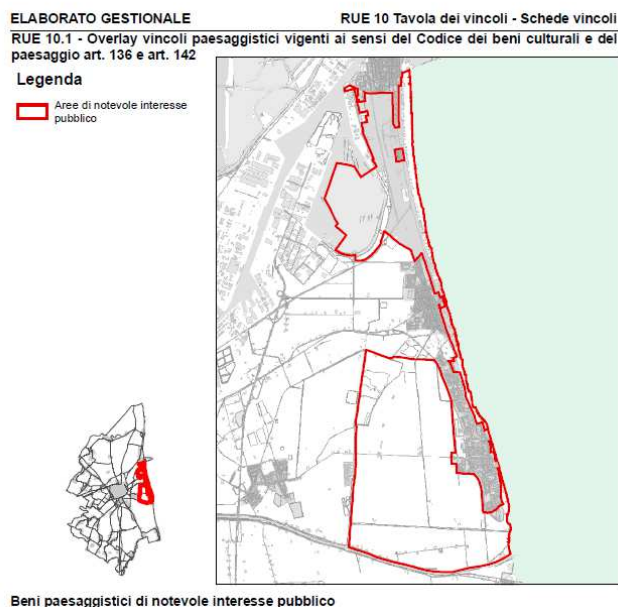 ELABORATO GESTIONALE RUE 10 Tavola dei vincoli - Schede vincoli
RUE 10.1 - Overlay vincoli paesaggistici vigenti ai sensi del Codice dei beni culturali e del
paesaggio art. 136 e art. 142
Legenda
Aree di notevole interesse
pubblico
Beni paesaggistici di notevole interesse pubblico